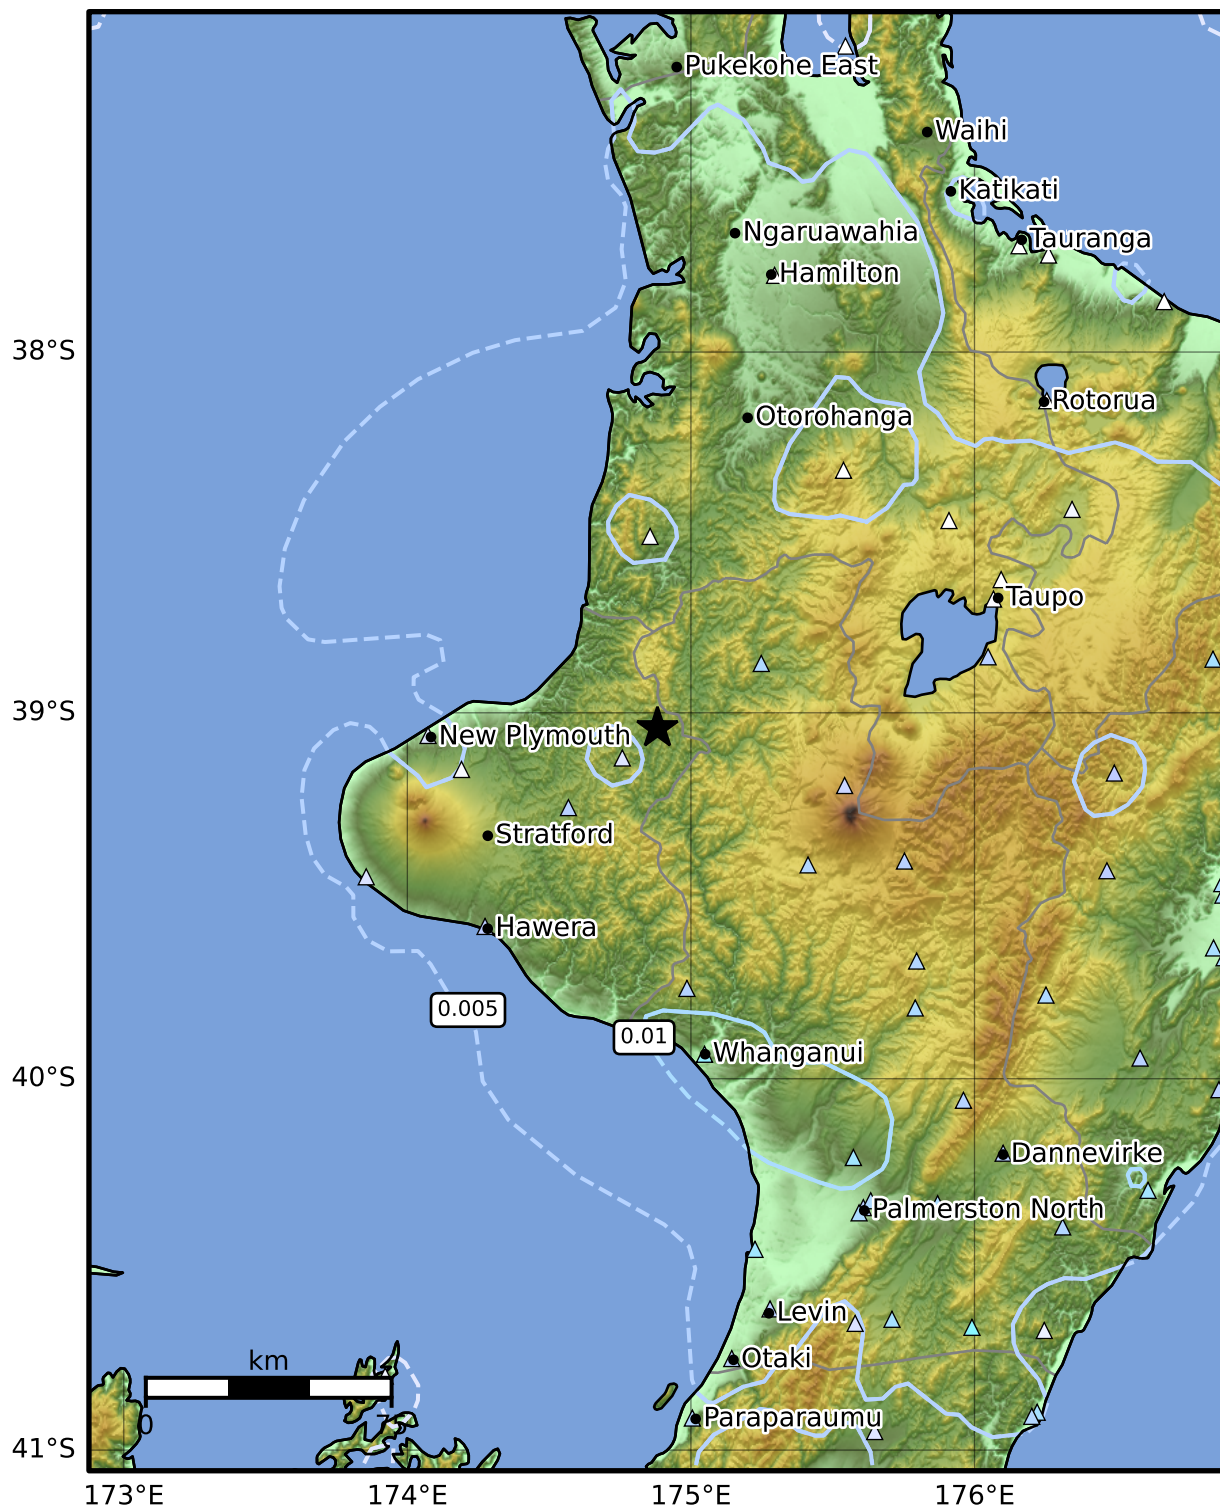 Pukekohe East
Waihi
Katikati
Ngaruawahia
Tauranga
Hamilton
38°S
Rotorua
Otorohanga
Taupo
39°S
New Plymouth
Stratford
Hawera
0.005
0.01
Whanganui
40°S
Dannevirke
Palmerston North
Levin
km
Otaki
0
Paraparaumu
41°S
173°E
174°E
175°E
176°E